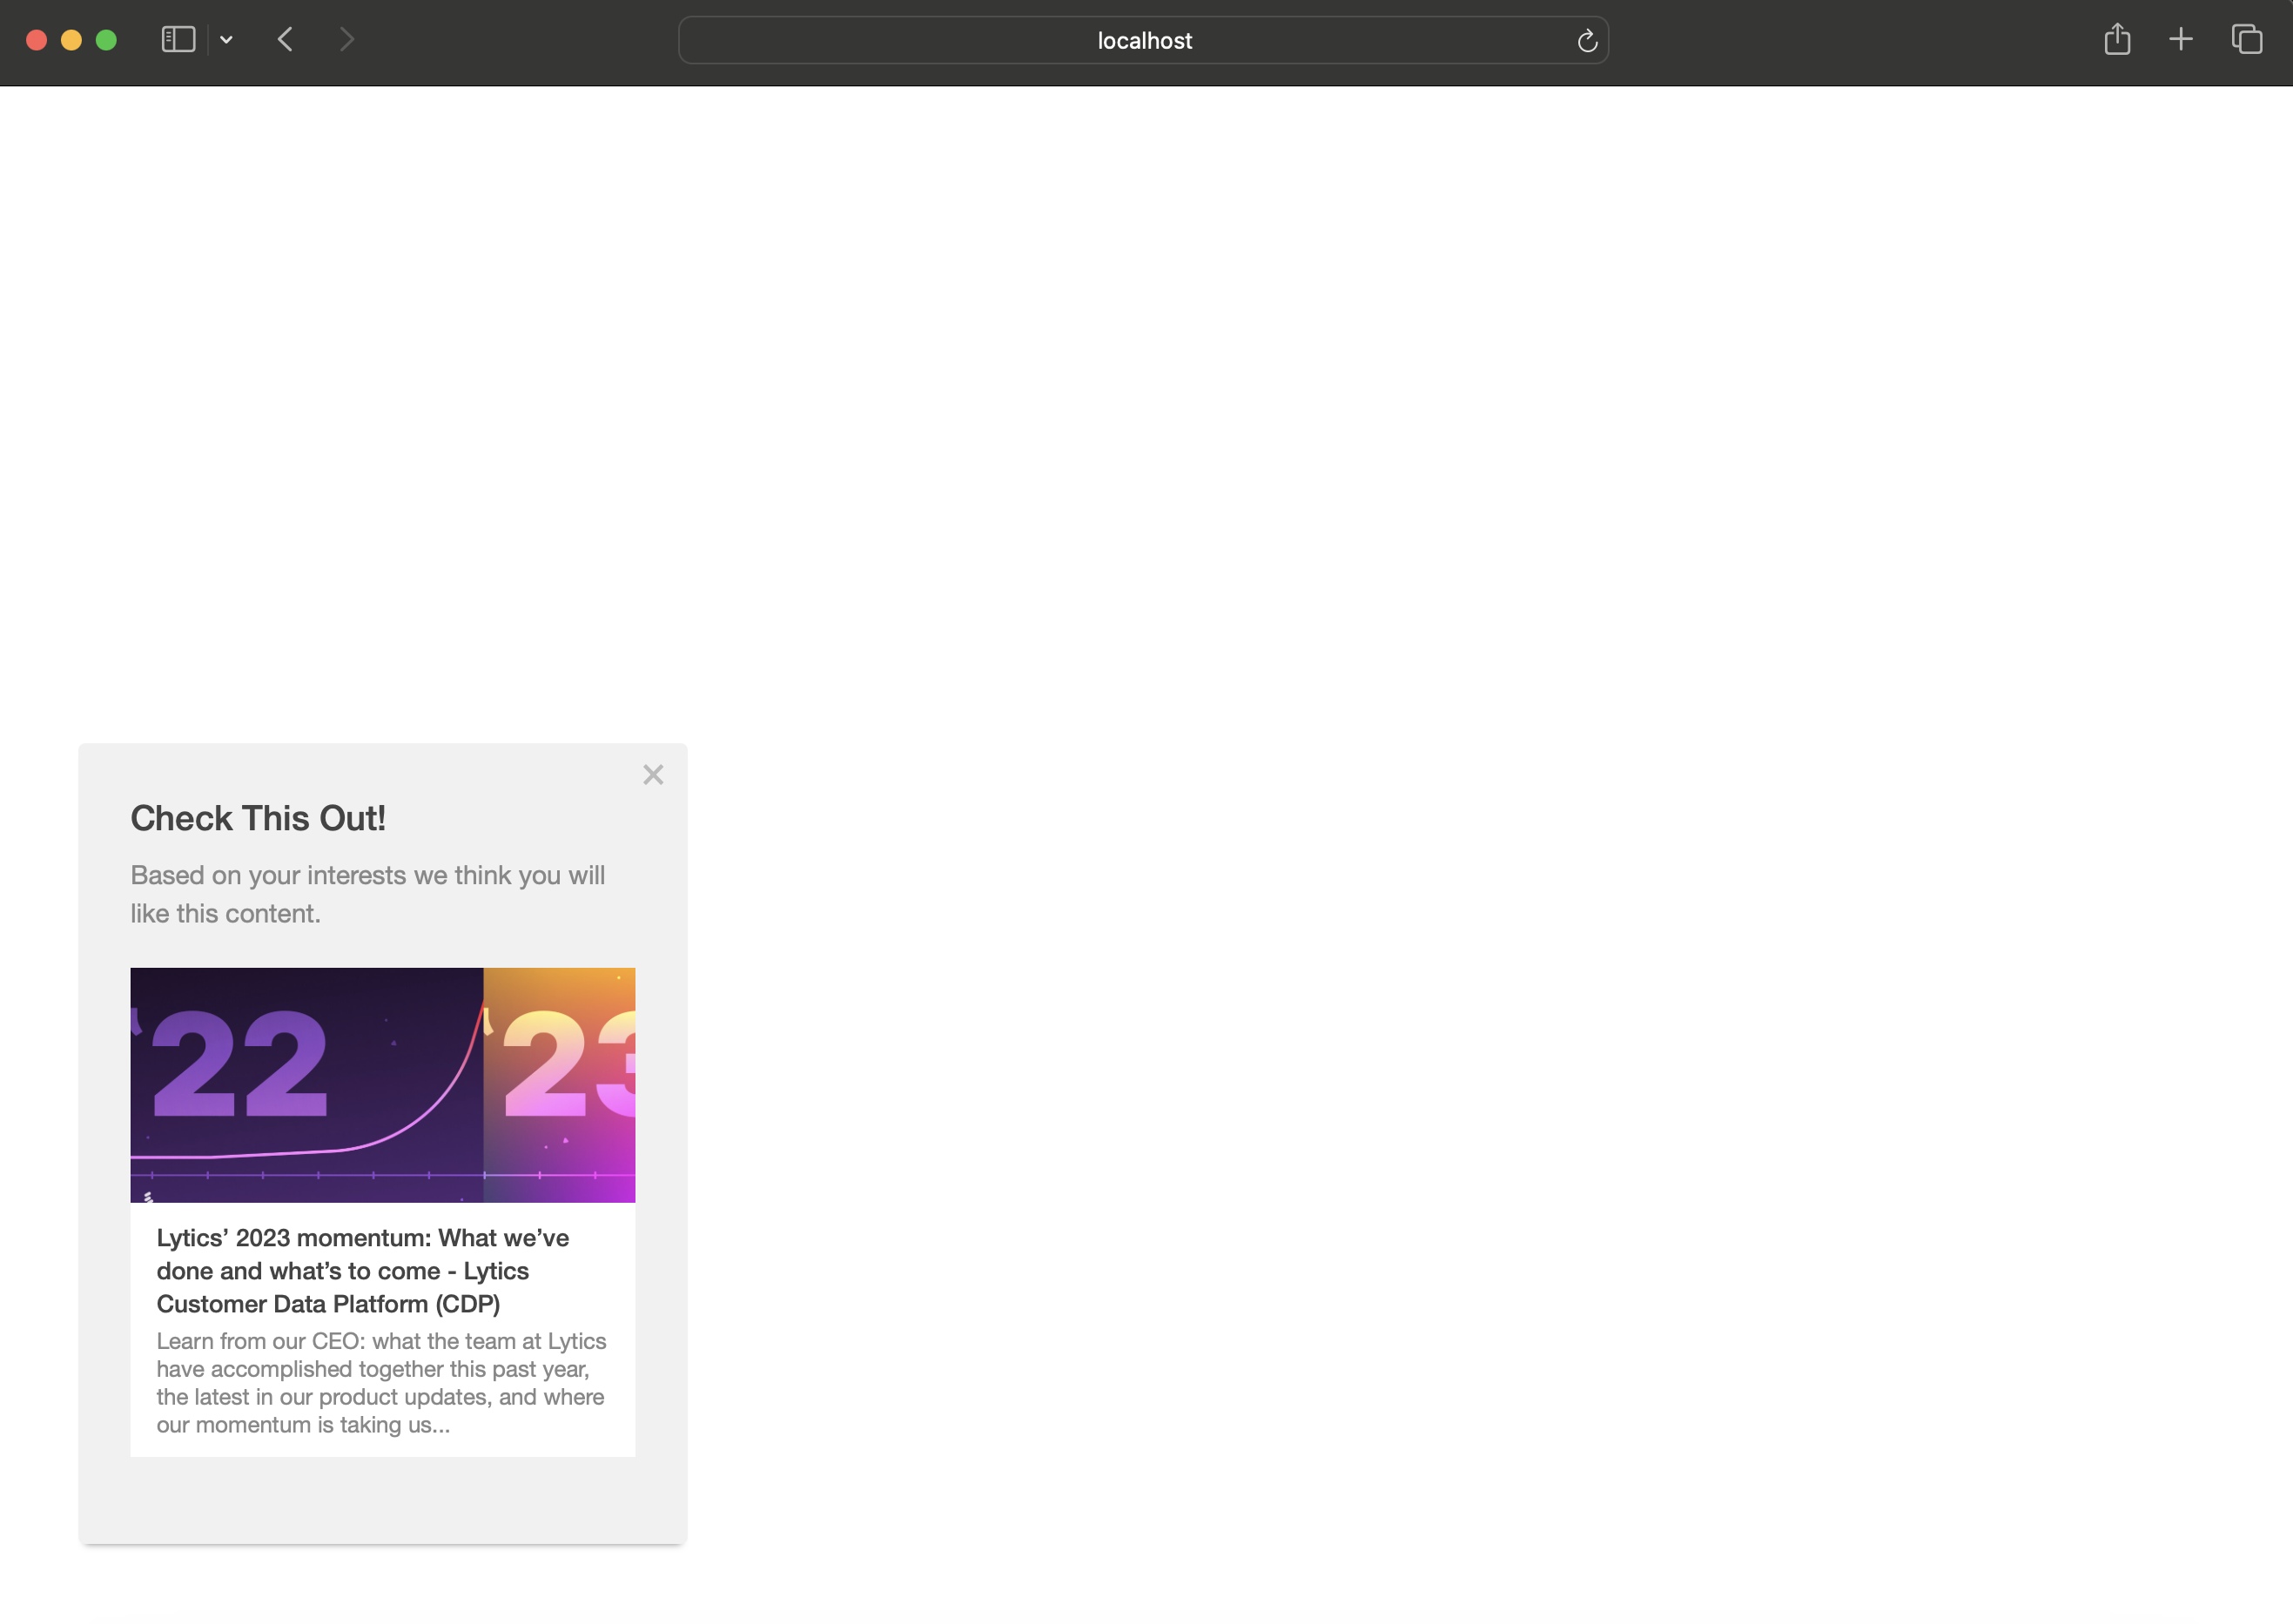 localhost
Check This Out!
Based on your interests we think you will
like this content.
'22 '23
Lytics’ 2023 momentum: What we’ve
done and what’s to come - Lytics
Customer Data Platform (CDP)
Learn from our CEO: what the team at Lytics
have accomplished together this past year,
the latest in our product updates, and where
our momentum is taking us...